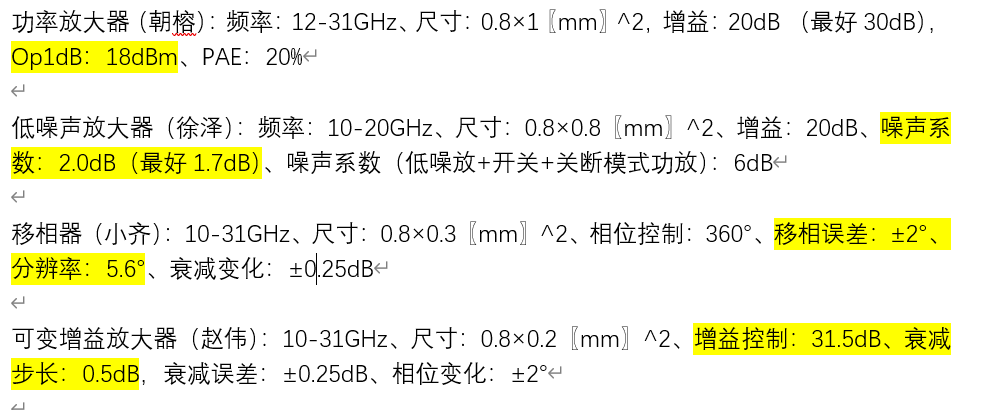 功率放大器（朝榕）：频率：12-31GHz、尺寸：0.8×1〖mm〗^2，增益：20dB （最好 30dB），
Op1dB：18dBm、PAE：20%
低噪声放大器（徐泽）：频率：10-20GHz、尺寸：0.8×0.8〖mm〗^2、增益：20dB、噪声系
数：2.0dB（最好 1.7dB）、噪声系数（低噪放+开关+关断模式功放）：6dB
移相器（小齐）：10-31GHz、尺寸：0.8×0.3〖mm〗^2、相位控制：360°、移相误差：±2°、
分辨率：5.6°、衰减变化：±0.25dB
可变增益放大器（赵伟）：10-31GHz、尺寸：0.8×0.2〖mm〗^2、增益控制：31.5dB、衰减
步长：0.5dB，衰减误差：±0.25dB、相位变化：±2°